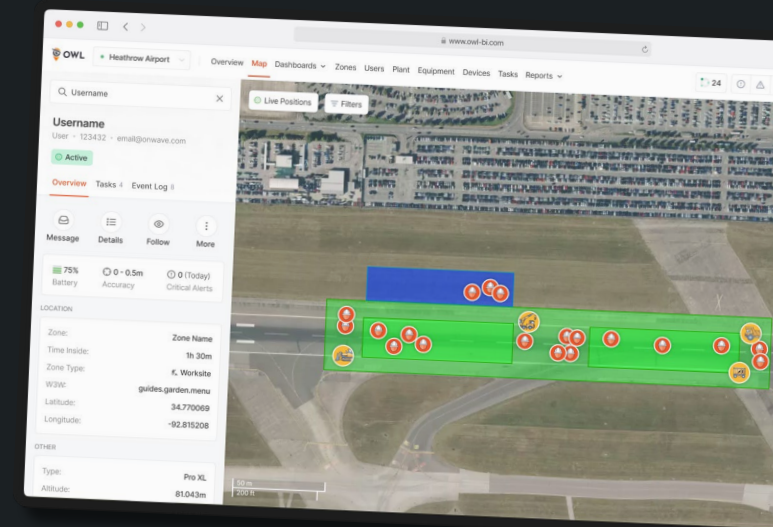 www.owl-bi.com
OWL
Heathrow Airport
Overview Map Dashboards Zones Users Plant Equipment Devices Tasks Reports
24
Username
Live Positions
Filters
Username
User · 123432 · email@onwave.com
Active
Overview Tasks 4 Event Log 8
Message Details Follow More
75% 0 - 0.5m 0 (Today)
Battery Accuracy Critical Alerts
LOCATION
Zone: Zone Name
Time Inside: 1h 30m
Zone Type: Worksite
W3W: guides.garden.menu
Latitude: 34.770069
Longitude: -92.815208
OTHER
Type: Pro XL
Altitude: 81.043m
50 m
200 ft